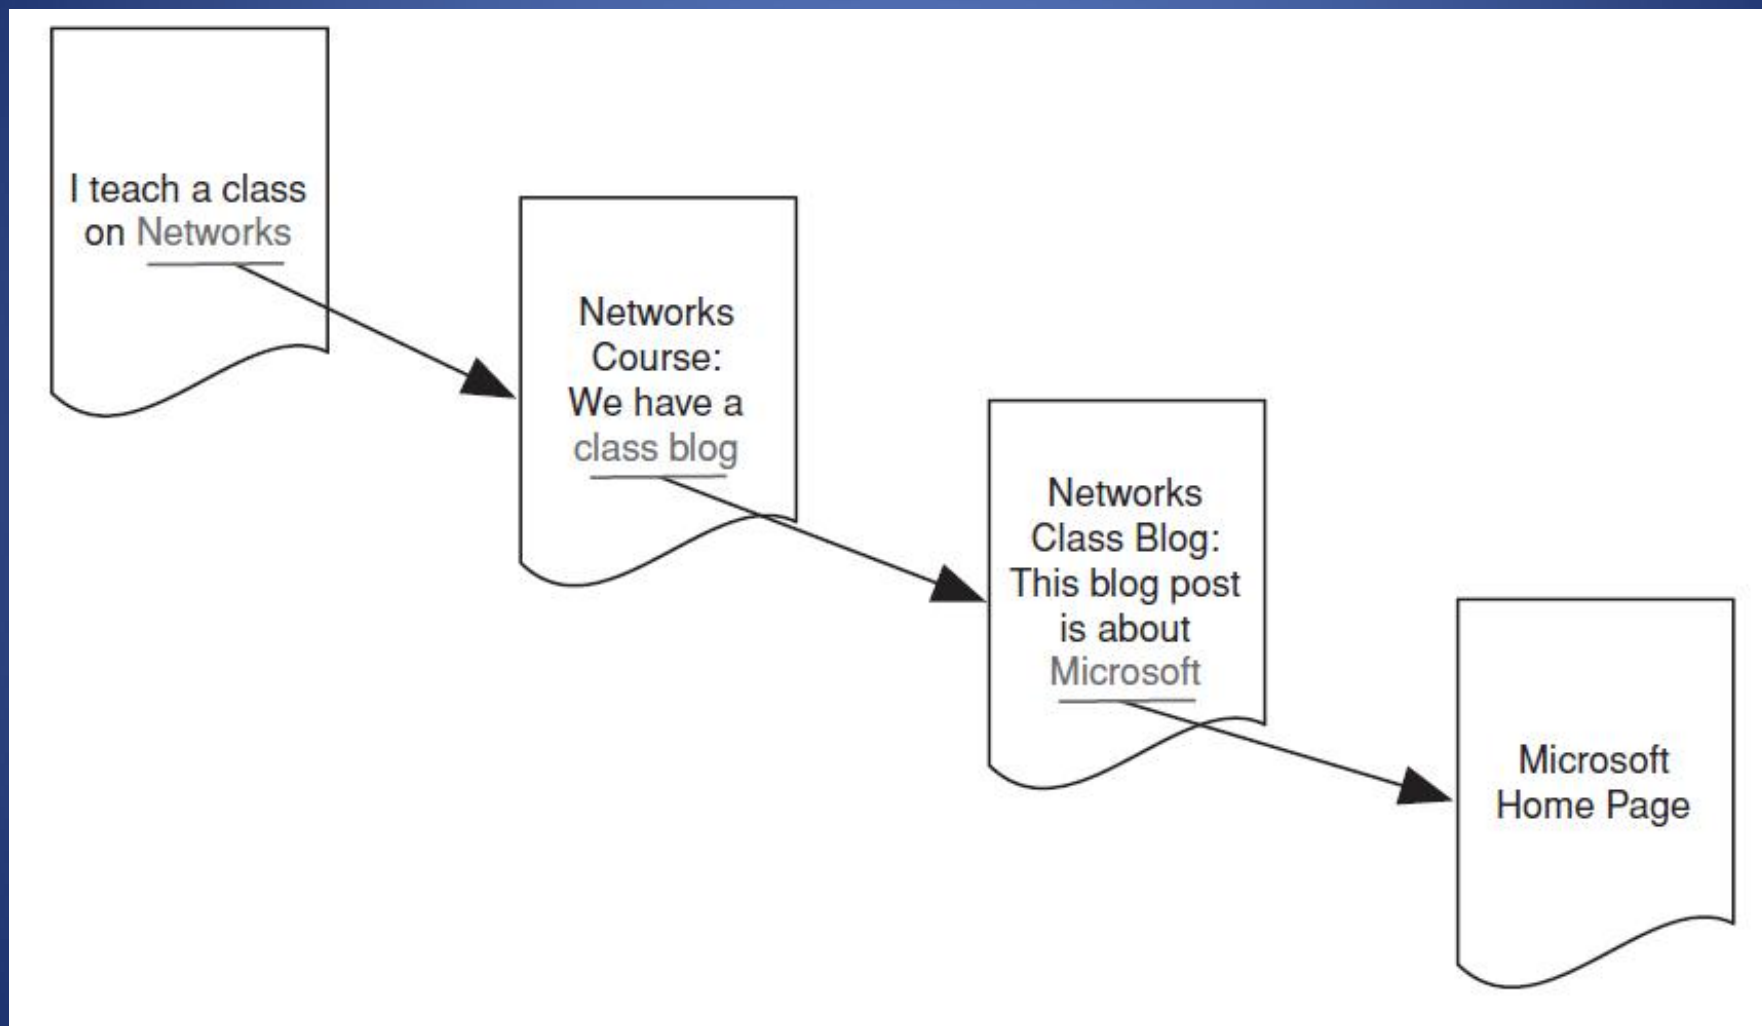 I teach a class
on Networks
Networks
Course:
We have a
class blog
Networks
Class Blog:
This blog post
is about
Microsoft
Microsoft
Home Page